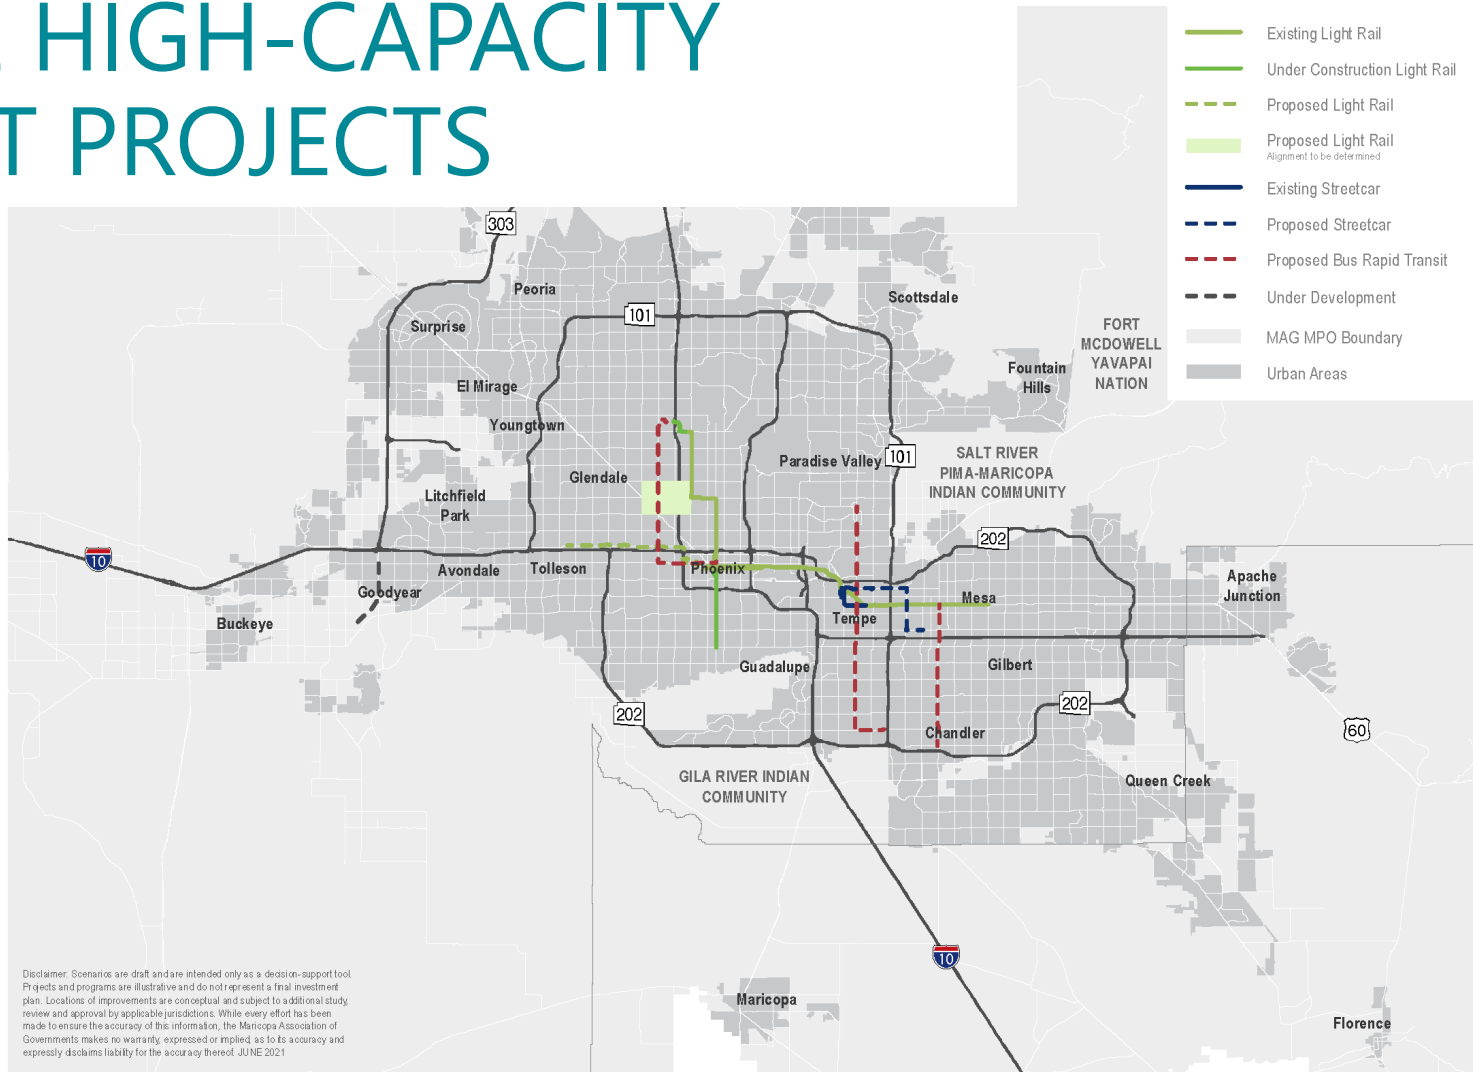 HIGH-CAPACITY
T PROJECTS
Existing Light Rail
Under Construction Light Rail
Proposed Light Rail
Proposed Light Rail
Alignment to be determined
Existing Streetcar
Proposed Streetcar
Proposed Bus Rapid Transit
Under Development
MAG MPO Boundary
Urban Areas
303
Peoria
101
Scottsdale
Surprise
FORT
MCDOWELL
YAVAPAI
NATION
Fountain
Hills
El Mirage
Youngtown
Paradise Valley
101
SALT RIVER
PIMA-MARICOPA
INDIAN COMMUNITY
Glendale
Litchfield
Park
202
10
Avondale
Tolleson
Phoenix
Goodyear
Apache
Junction
Mesa
Buckeye
Tempe
Guadalupe
Gilbert
202
202
Chandler
60
GILA RIVER INDIAN
COMMUNITY
Queen Creek
10
Maricopa
Florence
Disclaimer: Scenarios are draft and are intended only as a decision-support tool.
Projects and programs are illustrative and do not represent a final investment
plan. Locations of improvements are conceptual and subject to additional study,
review and approval by applicable jurisdictions. While every effort has been
made to ensure the accuracy of this information, the Maricopa Association of
Governments makes no warranty, expressed or implied, as to its accuracy and
expressly disclaims liability for the accuracy thereof. JUNE 2021